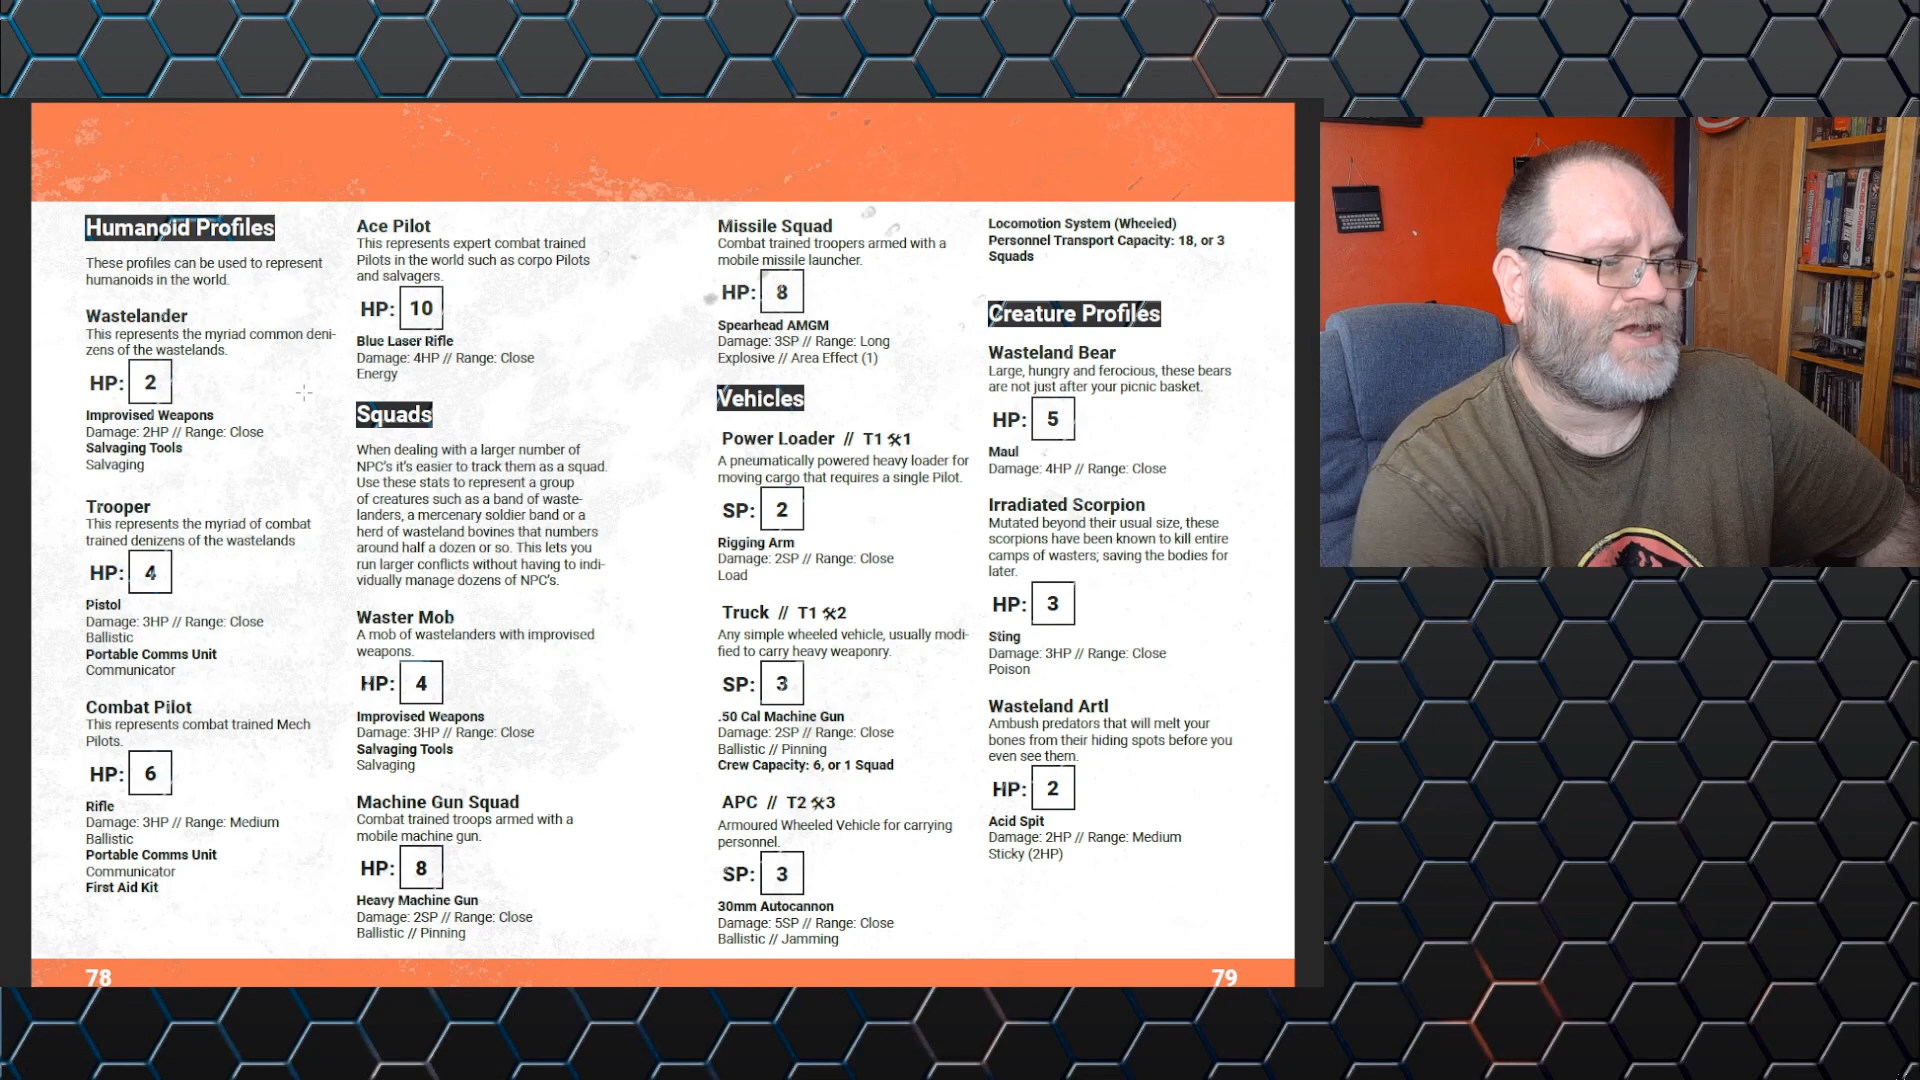 Humanoid Profiles
These profiles can be used to represent
humanoids in the world.
Wastelander
This represents the myriad common deni-
zens of the wastelands.
HP: 2
Improvised Weapons
Damage: 2HP // Range: Close
Salvaging Tools
Salvaging
Trooper
This represents the myriad of combat
trained denizens of the wastelands
HP: 4
Pistol
Damage: 3HP // Range: Close
Ballistic
Portable Comms Unit
Communicator
Combat Pilot
This represents combat trained Mech
Pilots.
HP: 6
Rifle
Damage: 3HP // Range: Medium
Ballistic
Portable Comms Unit
Communicator
First Aid Kit
Ace Pilot
This represents expert combat trained
Pilots in the world such as corpo Pilots
and salvagers.
HP: 10
Blue Laser Rifle
Damage: 4HP // Range: Close
Energy
Squads
When dealing with a larger number of
NPC's it's easier to track them as a squad.
Use these stats to represent a group
of creatures such as a band of waste-
landers, a mercenary soldier band or a
herd of wasteland bovines that numbers
around half a dozen or so. This lets you
run larger conflicts without having to indi-
vidually manage dozens of NPC's.
Waster Mob
A mob of wastelanders with improvised
weapons.
HP: 4
Improvised Weapons
Damage: 3HP // Range: Close
Salvaging Tools
Salvaging
Machine Gun Squad
Combat trained troops armed with a
mobile machine gun.
HP: 8
Heavy Machine Gun
Damage: 2SP // Range: Close
Ballistic // Pinning
Missile Squad
Combat trained troopers armed with a
mobile missile launcher.
HP: 8
Spearhead AMGM
Damage: 3SP // Range: Long
Explosive // Area Effect (1)
Vehicles
Power Loader // T1 ⚒1
A pneumatically powered heavy loader for
moving cargo that requires a single Pilot.
SP: 2
Rigging Arm
Damage: 2SP // Range: Close
Load
Truck // T1 ⚒2
Any simple wheeled vehicle, usually modi-
fied to carry heavy weaponry.
SP: 3
.50 Cal Machine Gun
Damage: 2SP // Range: Close
Ballistic // Pinning
Crew Capacity: 6, or 1 Squad
APC // T2 ⚒3
Armoured Wheeled Vehicle for carrying
personnel.
SP: 3
30mm Autocannon
Damage: 5SP // Range: Close
Ballistic // Jamming
Locomotion System (Wheeled)
Personnel Transport Capacity: 18, or 3
Squads
Creature Profiles
Wasteland Bear
Large, hungry and ferocious, these bears
are not just after your picnic basket.
HP: 5
Maul
Damage: 4HP // Range: Close
Irradiated Scorpion
Mutated beyond their usual size, these
scorpions have been known to kill entire
camps of wasters; saving the bodies for
later.
HP: 3
Sting
Damage: 3HP // Range: Close
Poison
Wasteland Artl
Ambush predators that will melt your
bones from their hiding spots before you
even see them.
HP: 2
Acid Spit
Damage: 2HP // Range: Medium
Sticky (2HP)
78
79